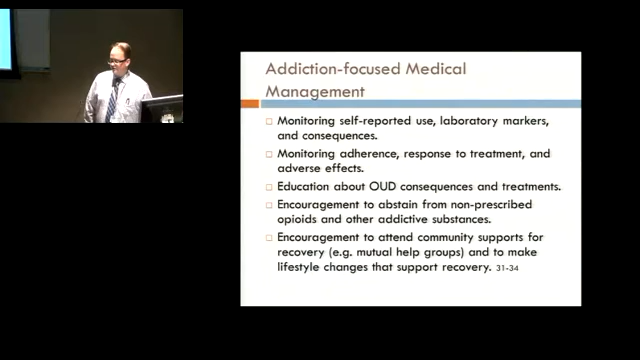 Addiction-focused Medical
Management
Monitoring self-reported use, laboratory markers,
and consequences.
Monitoring adherence, response to treatment, and
adverse effects.
Education about OUD consequences and treatments.
Encouragement to abstain from non-prescribed
opioids and other addictive substances.
Encouragement to attend community supports for
recovery (e.g. mutual help groups) and to make
lifestyle changes that support recovery. 31-34